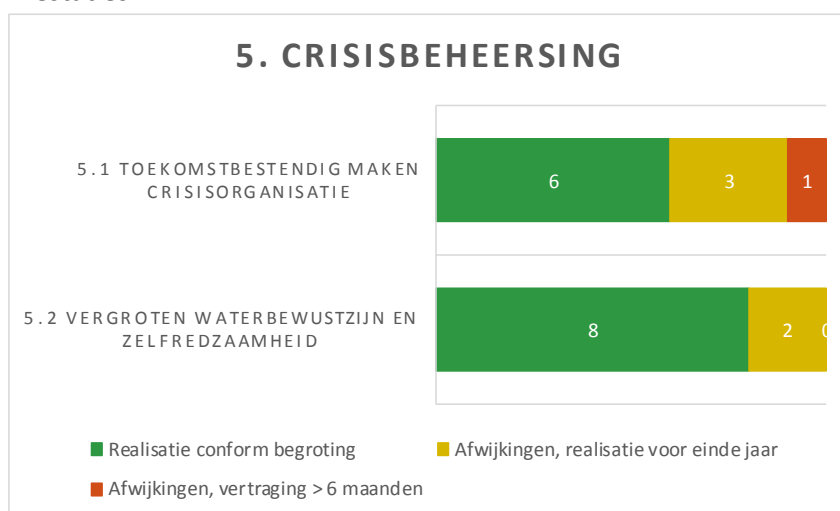 5. CRISISBEHEERSING
5.1 TOEKOMSTBESTENDIG MAKEN
CRISISORGANISATIE
6 3 1
5.2 VERGROTEN WATERBEWUSTZIJN EN
ZELFREDZAAMHEID
8 2 0
Realisatie conform begroting
Afwijkingen, realisatie voor einde jaar
Afwijkingen, vertraging > 6 maanden